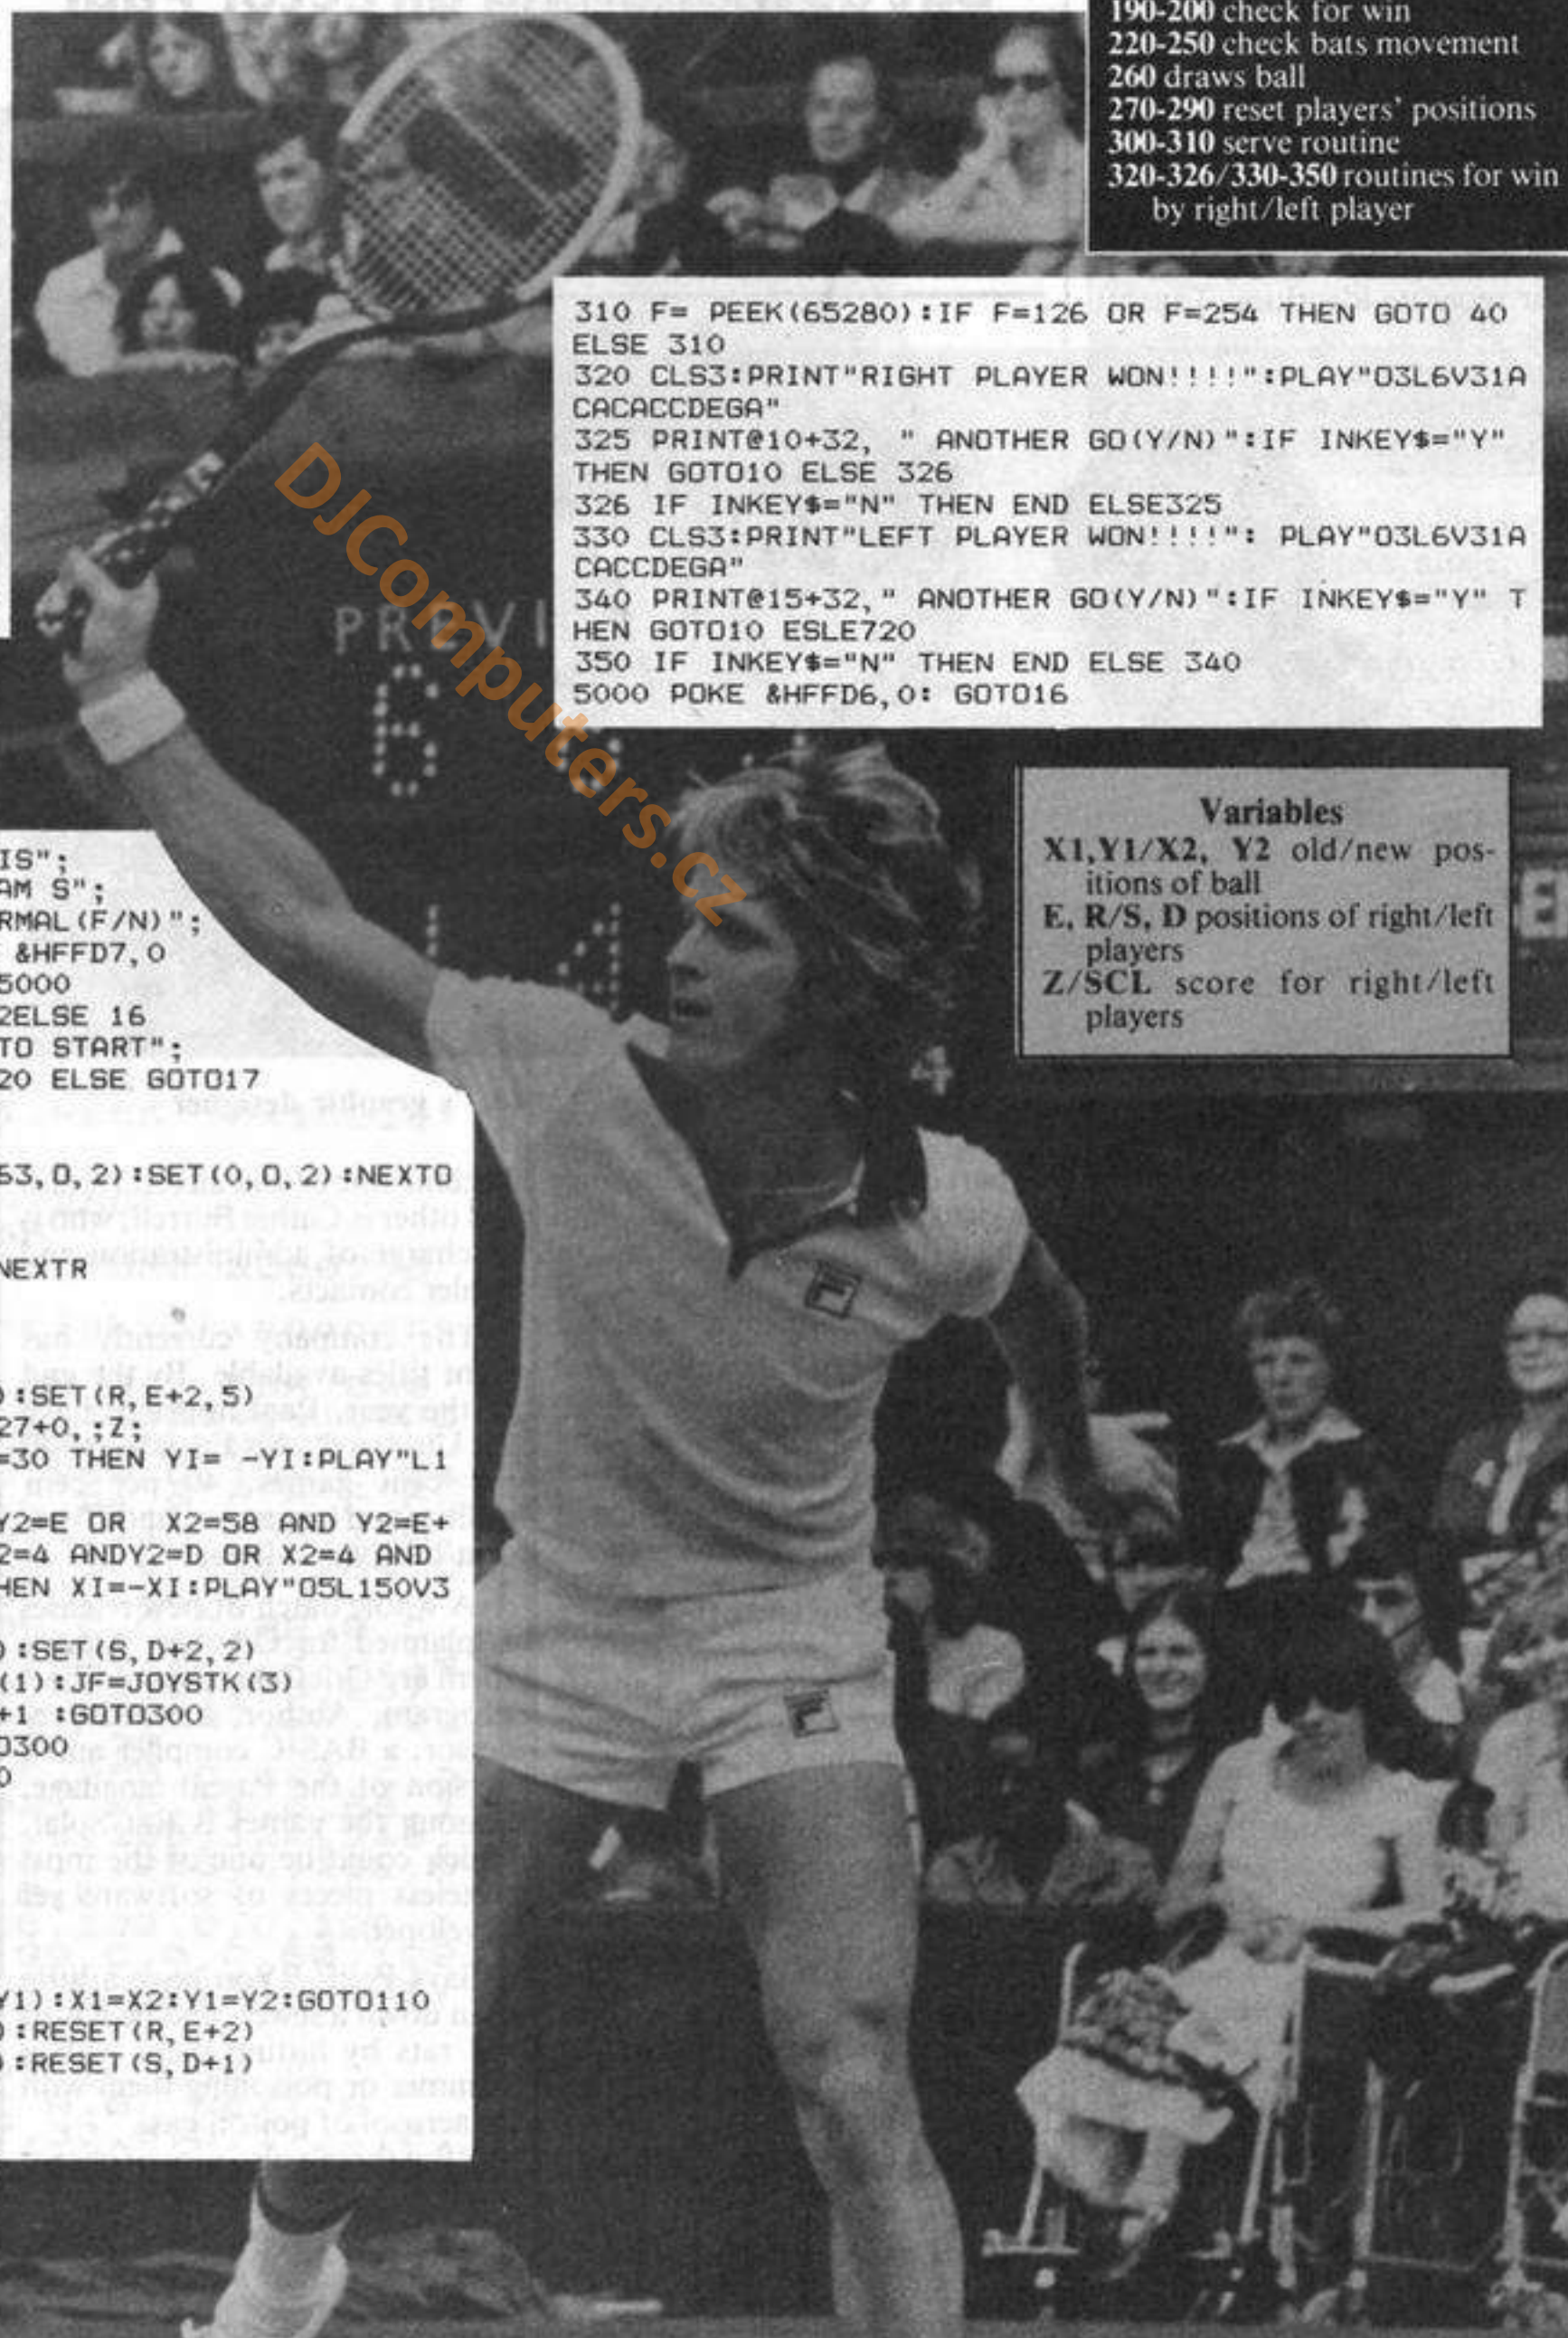 190-200 check for win
220-250 check bats movement
260 draws ball
270-290 reset players' positions
300-310 serve routine
320-326/330-350 routines for win
by right/left player
310 F= PEEK(65280):IF F=126 OR F=254 THEN GOTO 40
ELSE 310
320 CLS3:PRINT"RIGHT PLAYER WON!!!!":PLAY"O3L6V31A
CACACCDEGA"
325 PRINT@10+32, " ANOTHER GO(Y/N)":IF INKEY$="Y"
THEN GOTO10 ELSE 326
326 IF INKEY$="N" THEN END ELSE325
330 CLS3:PRINT"LEFT PLAYER WON!!!!": PLAY"O3L6V31A
CACCDEGA"
340 PRINT@15+32," ANOTHER GO(Y/N)":IF INKEY$="Y" T
HEN GOTO10 ESLE720
350 IF INKEY$="N" THEN END ELSE 340
5000 POKE &HFFD6,0: GOTO16
DJComputers.cz
PREVI
6
4
4
Variables
X1,Y1/X2, Y2 old/new pos-
itions of ball
E, R/S, D positions of right/left
players
Z/SCL score for right/left
players
IS";
AM S";
RMAL(F/N)";
&HFFD7,0
5000
2ELSE 16
TO START";
20 ELSE GOTO17
63,O,2):SET(0,O,2):NEXTO
NEXTR
):SET(R,E+2,5)
27+0,;Z;
=30 THEN YI= -YI:PLAY"L1
Y2=E OR X2=58 AND Y2=E+
2=4 ANDY2=D OR X2=4 AND
HEN XI=-XI:PLAY"O5L150V3
):SET(S,D+2,2)
(1):JF=JOYSTK(3)
+1 :GOTO300
O300
0
Y1):X1=X2:Y1=Y2:GOTO110
):RESET(R,E+2)
):RESET(S,D+1)